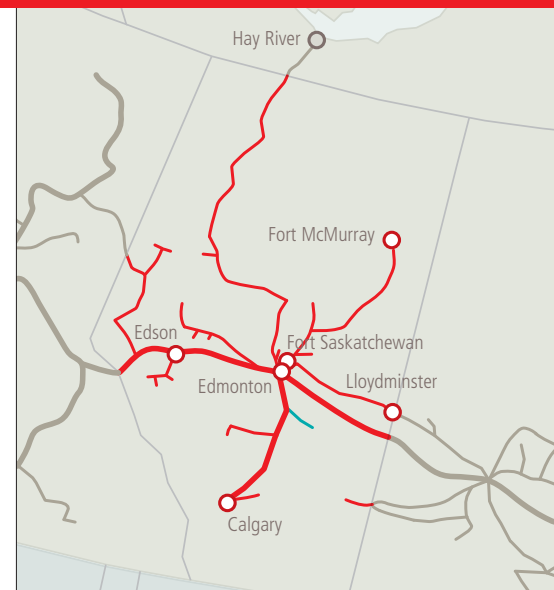 Hay River
Fort McMurray
Edson
Fort Saskatchewan
Edmonton
Lloydminster
Calgary